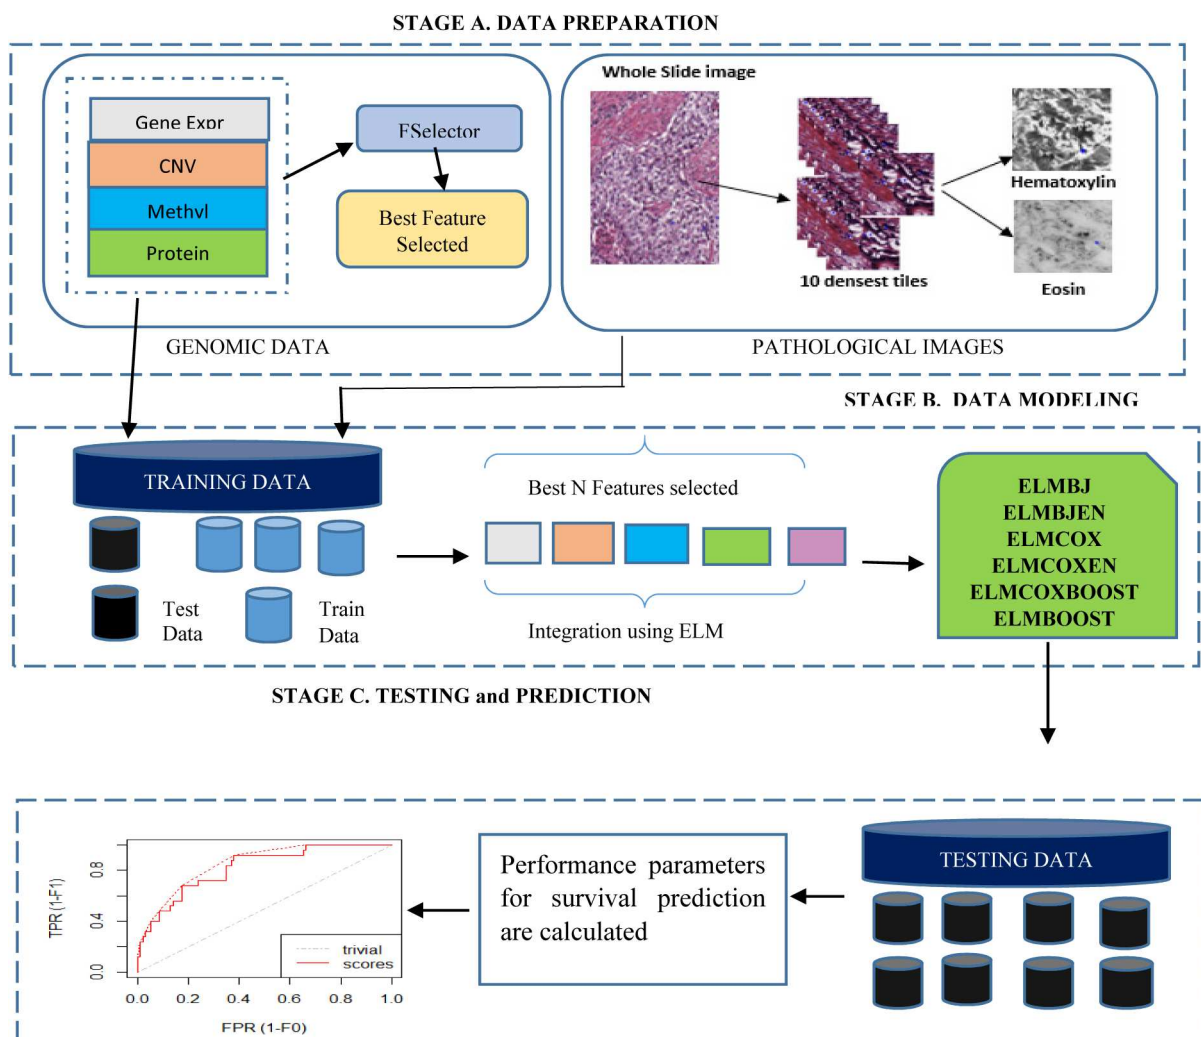 STAGE A. DATA PREPARATION
Whole Slide image
Gene Expr
CNV
Methvl
Protein
FSelector
Best Feature
Selected
10 densest tiles
Hematoxylin
Eosin
GENOMIC DATA
PATHOLOGICAL IMAGES
STAGE B. DATA MODELING
TRAINING DATA
Test
Data
Train
Data
Best N Features selected
Integration using ELM
ELMBJ
ELMBJEN
ELMCOX
ELMCOXEN
ELMCOXBOOST
ELMBOOST
STAGE C. TESTING and PREDICTION
TPR (1-F1)
0.0
0.4
0.8
trivial
scores
0.0 0.2 0.4 0.6 0.8 1.0
FPR (1-F0)
Performance parameters
for survival prediction
are calculated
TESTING DATA